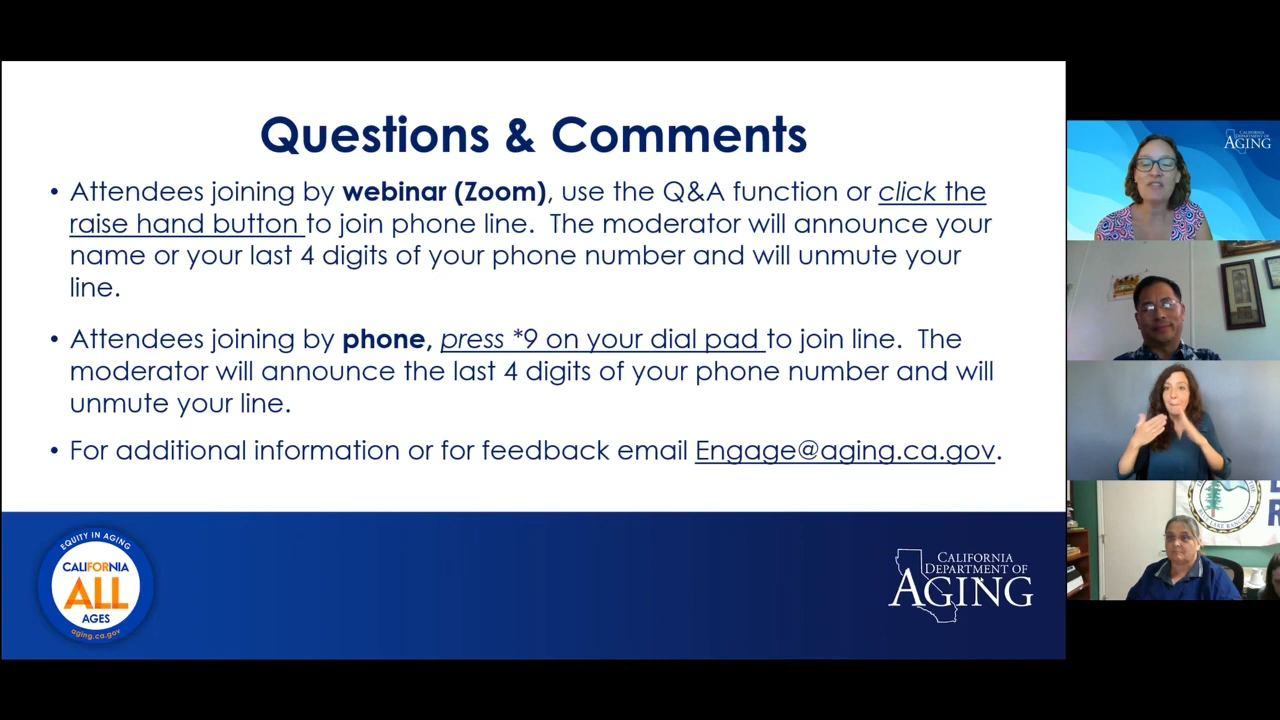 Questions & Comments
• Attendees joining by webinar (Zoom), use the Q&A function or click the
raise hand button to join phone line.  The moderator will announce your
name or your last 4 digits of your phone number and will unmute your
line.
• Attendees joining by phone, press *9 on your dial pad to join line.  The
moderator will announce the last 4 digits of your phone number and will
unmute your line.
• For additional information or for feedback email Engage@aging.ca.gov.
EQUITY IN AGING
CALIFORNIA
ALL
AGES
aging.ca.gov
CALIFORNIA
DEPARTMENT OF
AGING
CALIFORNIA
DEPARTMENT OF
AGING
LAKE RANCHERIA